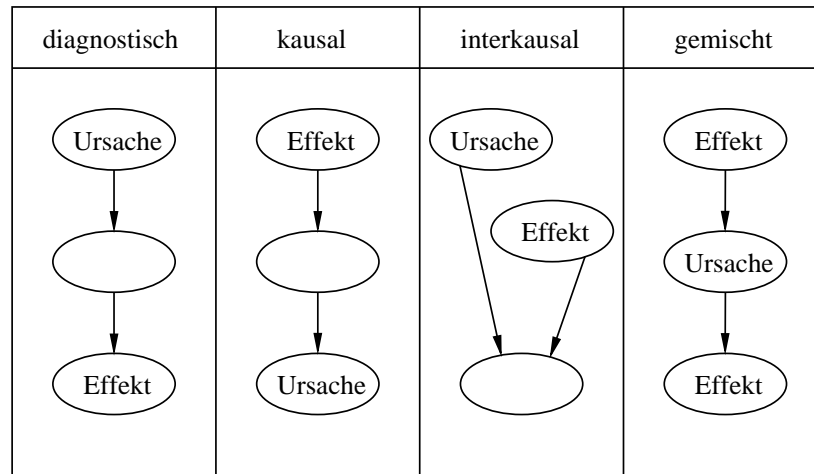 diagnostisch kausal interkausal gemischt
Ursache Effekt Ursache Effekt
Effekt
Ursache
Effekt Ursache Effekt